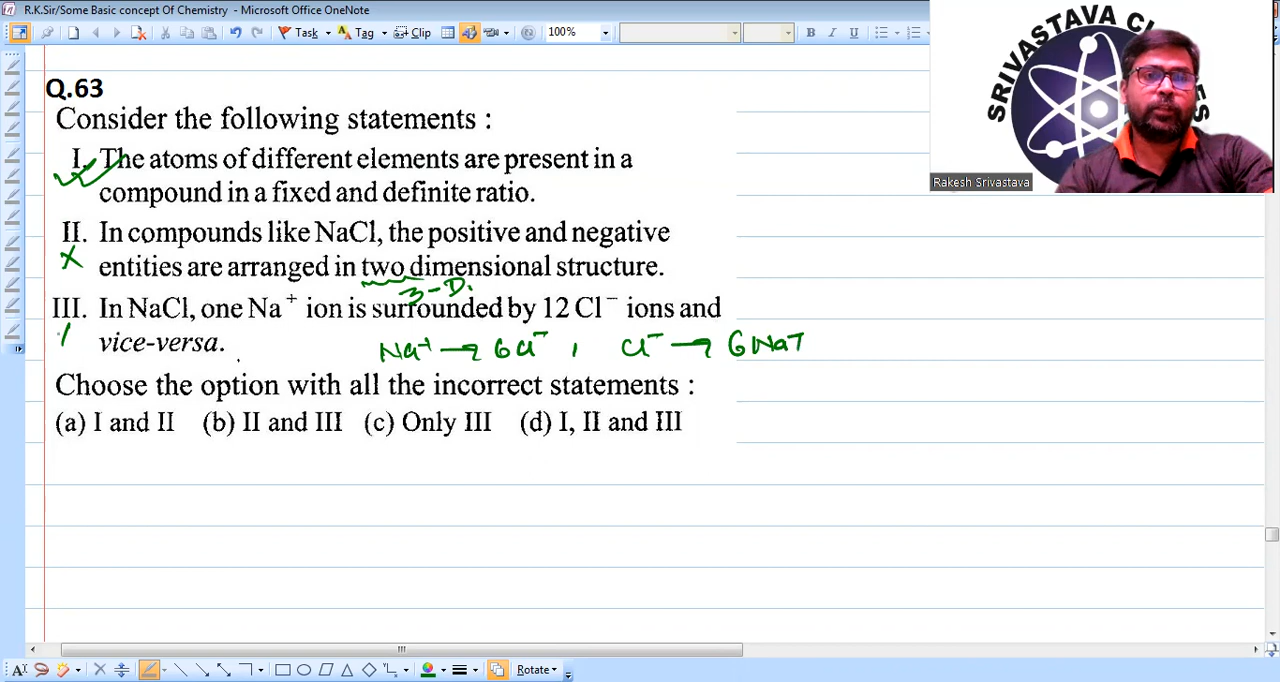 R.K.Sir/Some Basic concept Of Chemistry - Microsoft Office OneNote
Task Tag Clip 100% B I U
SRIVASTAVA CL ES
Rakesh Srivastava
Q.63
Consider the following statements :
I. The atoms of different elements are present in a
compound in a fixed and definite ratio.
II. In compounds like NaCl, the positive and negative
entities are arranged in two dimensional structure.
3-D.
III. In NaCl, one Na⁺ ion is surrounded by 12 Cl⁻ ions and
vice-versa.
Na⁺ → 6Cl⁻ , Cl⁻ → 6Na⁺
Choose the option with all the incorrect statements :
(a) I and II (b) II and III (c) Only III (d) I, II and III
Rotate